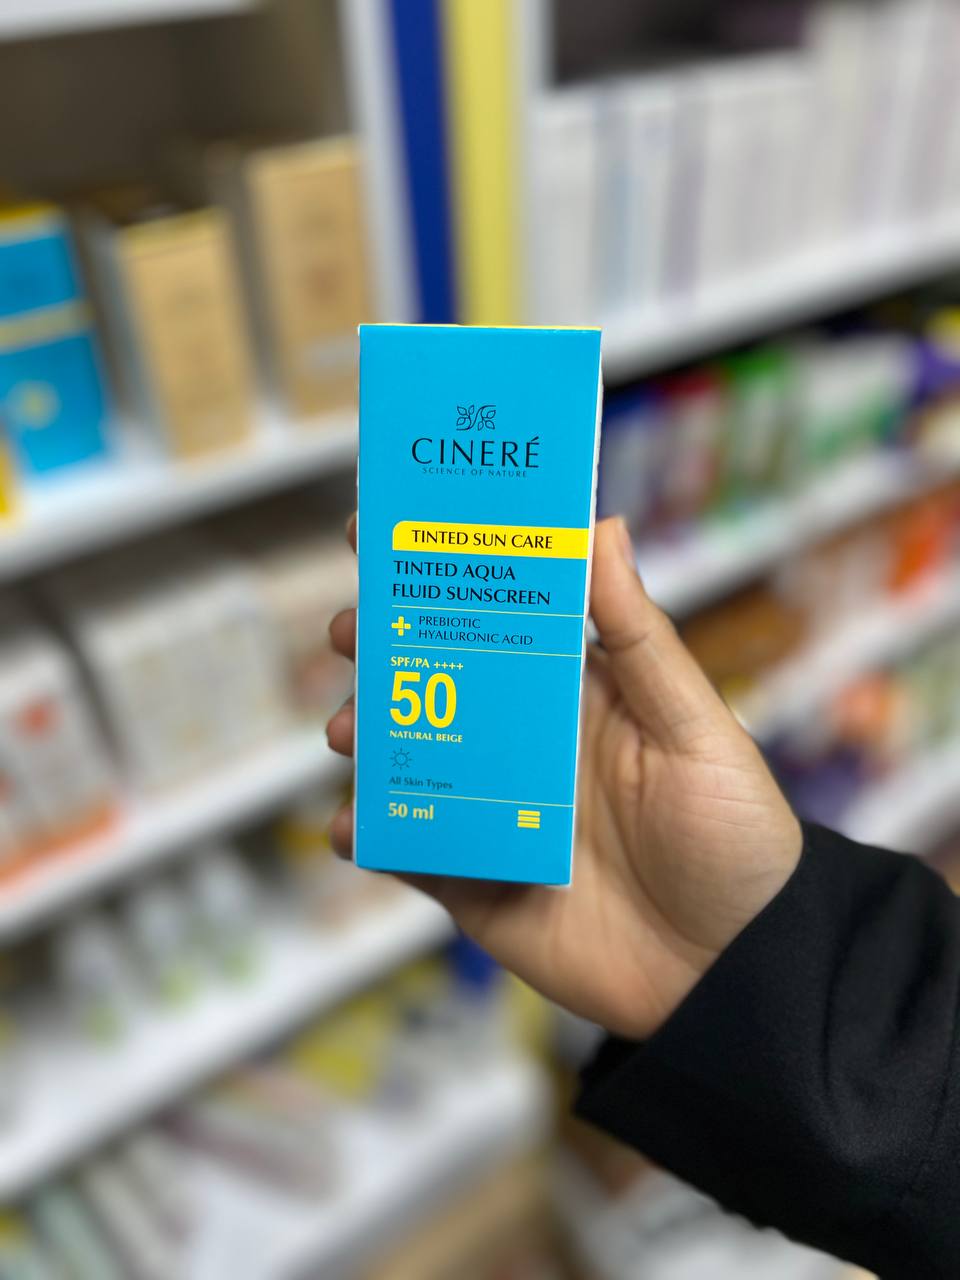 CINERÉ
SCIENCE OF NATURE
TINTED SUN CARE
TINTED AQUA
FLUID SUNSCREEN
+ PREBIOTIC
HYALURONIC ACID
SPF/PA ++++
50
NATURAL BEIGE
All Skin Types
50 ml